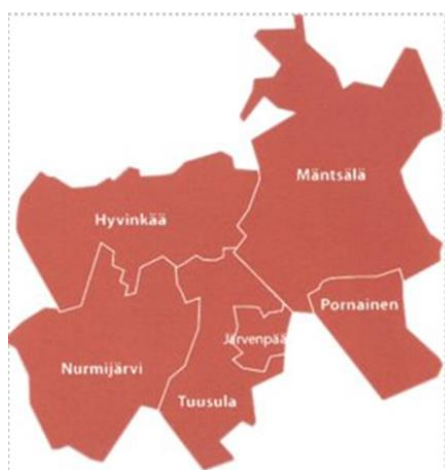 Mäntsälä
Hyvinkää
Pornainen
Järvenpää
Nurmijärvi
Tuusula